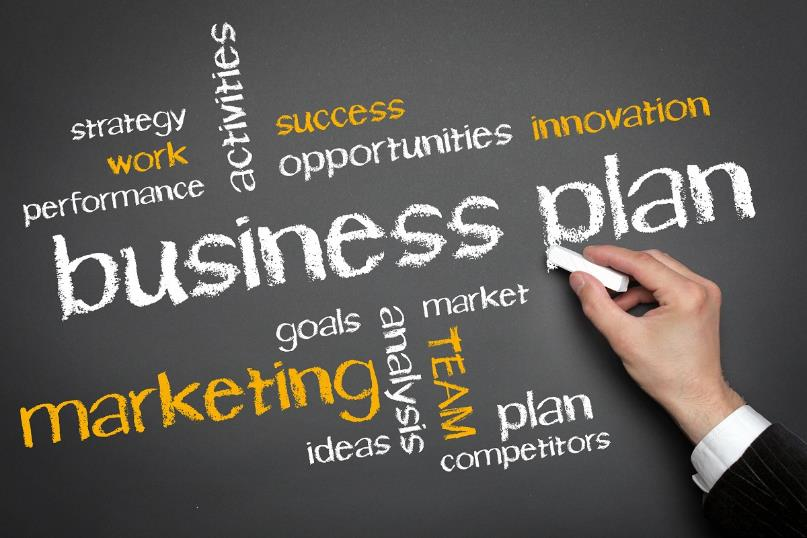 activities
strategy
success
innovation
work
opportunities
performance
business plan
goals
market
analysis
TEAM
marketing
plan
ideas
competitors